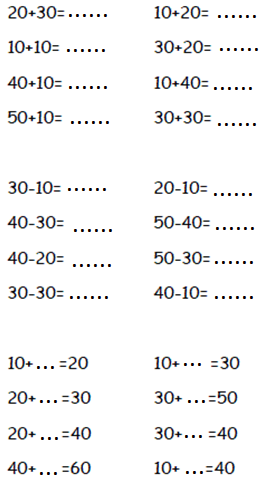 20+30=...... 10+20= ......
10+10= ...... 30+20= ......
40+10= ...... 10+40= ......
50+10= ...... 30+30= ......
30-10= ...... 20-10= ......
40-30= ...... 50-40= ......
40-20= ...... 50-30= ......
30-30= ...... 40-10= ......
10+ ... =20 10+ ... =30
20+ ... =30 30+ ... =50
20+ ... =40 30+ ... =40
40+ ... =60 10+ ... =40